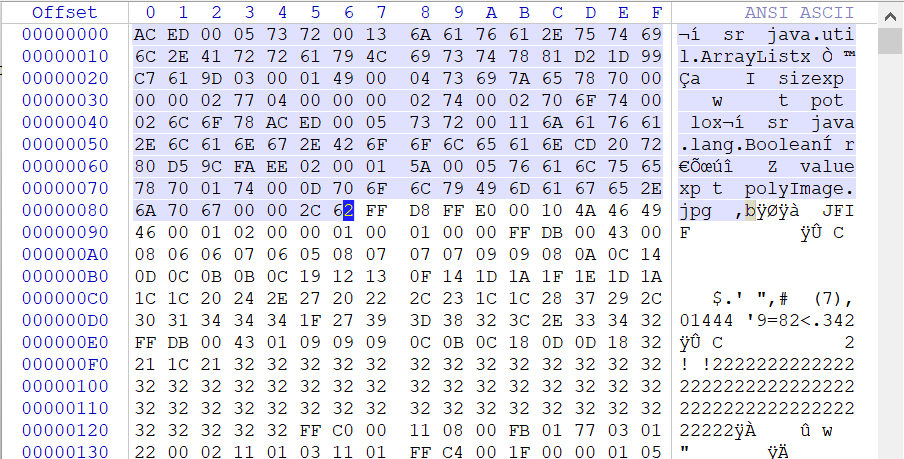 Offset 0 1 2 3 4 5 6 7 8 9 A B C D E F ANSI ASCII
00000000 AC ED 00 05 73 72 00 13 6A 61 76 61 2E 75 74 69 ¬í sr java.uti
00000010 6C 2E 41 72 72 61 79 4C 69 73 74 78 81 D2 1D 99 l.ArrayListx Ò ™
00000020 C7 61 9D 03 00 01 49 00 04 73 69 7A 65 78 70 00 Ça I sizexp
00000030 00 00 02 77 04 00 00 00 02 74 00 02 70 6F 74 00 w t pot
00000040 02 6C 6F 78 AC ED 00 05 73 72 00 11 6A 61 76 61 lox¬í sr java
00000050 2E 6C 61 6E 67 2E 42 6F 6F 6C 65 61 6E CD 20 72 .lang.BooleanÍ r
00000060 80 D5 9C FA EE 02 00 01 5A 00 05 76 61 6C 75 65 €Õœúî Z value
00000070 78 70 01 74 00 0D 70 6F 6C 79 49 6D 61 67 65 2E xp t polyImage.
00000080 6A 70 67 00 00 2C 62 FF D8 FF E0 00 10 4A 46 49 jpg ,bÿØÿà JFI
00000090 46 00 01 02 00 00 01 00 01 00 00 FF DB 00 43 00 F ÿÛ C
000000A0 08 06 06 07 06 05 08 07 07 07 09 09 08 0A 0C 14
000000B0 0D 0C 0B 0B 0C 19 12 13 0F 14 1D 1A 1F 1E 1D 1A
000000C0 1C 1C 20 24 2E 27 20 22 2C 23 1C 1C 28 37 29 2C $.' ",# (7),
000000D0 30 31 34 34 34 1F 27 39 3D 38 32 3C 2E 33 34 32 01444 '9=82<.342
000000E0 FF DB 00 43 01 09 09 09 0C 0B 0C 18 0D 0D 18 32 ÿÛ C 2
000000F0 21 1C 21 32 32 32 32 32 32 32 32 32 32 32 32 32 ! !2222222222222
00000100 32 32 32 32 32 32 32 32 32 32 32 32 32 32 32 32 2222222222222222
00000110 32 32 32 32 32 32 32 32 32 32 32 32 32 32 32 32 2222222222222222
00000120 32 32 32 32 32 FF C0 00 11 08 00 FB 01 77 03 01 22222ÿÀ û w
00000130 22 00 02 11 01 03 11 01 FF C4 00 1F 00 00 01 05 " ÿÄ